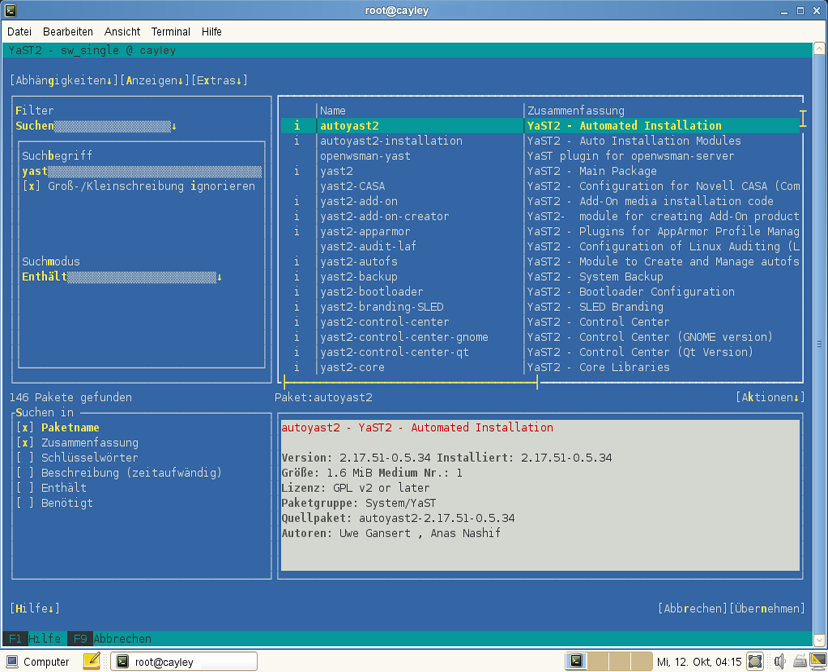 root@cayley
Datei Bearbeiten Ansicht Terminal Hilfe
YaST2 - sw_single @ cayley
[Abhängigkeiten↓][Anzeigen↓][Extras↓]
Filter
Suchen↓
Suchbegriff
yast
[x] Groß-/Kleinschreibung ignorieren
Suchmodus
Enthält↓
Name Zusammenfassung
i autoyast2 YaST2 - Automated Installation
i autoyast2-installation YaST2 - Auto Installation Modules
openwsman-yast YaST plugin for openwsman-server
i yast2 YaST2 - Main Package
yast2-CASA YaST2 - Configuration for Novell CASA (Com
i yast2-add-on YaST2 - Add-On media installation code
i yast2-add-on-creator YaST2- module for creating Add-On product
i yast2-apparmor YaST2 - Plugins for AppArmor Profile Manag
yast2-audit-laf YaST2 - Configuration of Linux Auditing (L
i yast2-autofs YaST2 - Module to Create and Manage autofs
i yast2-backup YaST2 - System Backup
i yast2-bootloader YaST2 - Bootloader Configuration
i yast2-branding-SLED YaST2 - SLED Branding
i yast2-control-center YaST2 - Control Center
i yast2-control-center-gnome YaST2 - Control Center (GNOME version)
i yast2-control-center-qt YaST2 - Control Center (Qt Version)
i yast2-core YaST2 - Core Libraries
146 Pakete gefunden
Paket:autoyast2 [Aktionen↓]
Suchen in
[x] Paketname
[x] Zusammenfassung
[ ] Schlüsselwörter
[ ] Beschreibung (zeitaufwändig)
[ ] Enthält
[ ] Benötigt
autoyast2 - YaST2 - Automated Installation
Version: 2.17.51-0.5.34 Installiert: 2.17.51-0.5.34
Größe: 1.6 MiB Medium Nr.: 1
Lizenz: GPL v2 or later
Paketgruppe: System/YaST
Quellpaket: autoyast2-2.17.51-0.5.34
Autoren: Uwe Gansert , Anas Nashif
[Hilfe↓] [Abbrechen][Übernehmen]
F1 Hilfe F9 Abbrechen
Computer root@cayley Mi, 12. Okt, 04:15